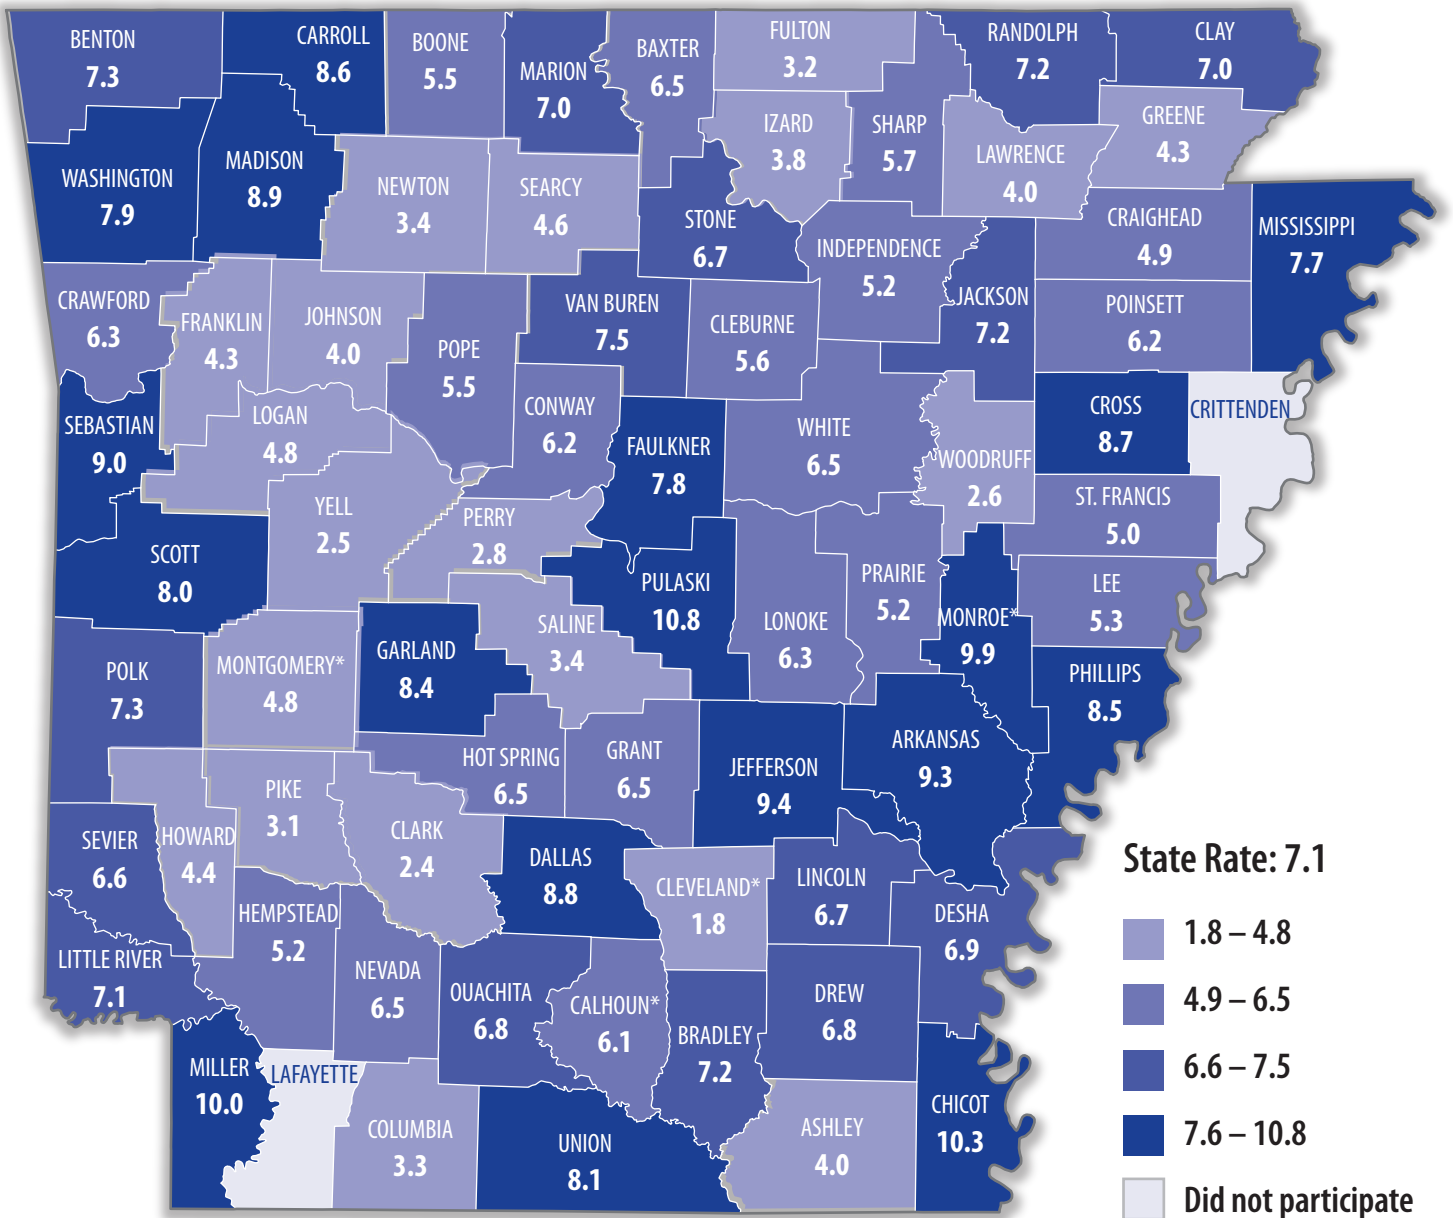 BENTON
7.3
CARROLL
8.6
BOONE
5.5
MARION
7.0
BAXTER
6.5
FULTON
3.2
RANDOLPH
7.2
CLAY
7.0
WASHINGTON
7.9
MADISON
8.9
NEWTON
3.4
SEARCY
4.6
STONE
6.7
IZARD
3.8
SHARP
5.7
LAWRENCE
4.0
GREENE
4.3
CRAIGHEAD
4.9
MISSISSIPPI
7.7
INDEPENDENCE
5.2
JACKSON
7.2
POINSETT
6.2
CRAWFORD
6.3
FRANKLIN
4.3
JOHNSON
4.0
POPE
5.5
VAN BUREN
7.5
CLEBURNE
5.6
SEBASTIAN
9.0
LOGAN
4.8
CONWAY
6.2
FAULKNER
7.8
WHITE
6.5
WOODRUFF
2.6
CROSS
8.7
CRITTENDEN
ST. FRANCIS
5.0
SCOTT
8.0
YELL
2.5
PERRY
2.8
PULASKI
10.8
LONOKE
6.3
PRAIRIE
5.2
MONROE*
9.9
LEE
5.3
PHILLIPS
8.5
POLK
7.3
MONTGOMERY*
4.8
GARLAND
8.4
SALINE
3.4
HOT SPRING
6.5
GRANT
6.5
JEFFERSON
9.4
ARKANSAS
9.3
SEVIER
6.6
HOWARD
4.4
PIKE
3.1
CLARK
2.4
DALLAS
8.8
CLEVELAND*
1.8
LINCOLN
6.7
DESHA
6.9
LITTLE RIVER
7.1
HEMPSTEAD
5.2
NEVADA
6.5
OUACHITA
6.8
CALHOUN*
6.1
BRADLEY
7.2
DREW
6.8
MILLER
10.0
LAFAYETTE
COLUMBIA
3.3
UNION
8.1
ASHLEY
4.0
CHICOT
10.3
State Rate: 7.1
1.8 – 4.8
4.9 – 6.5
6.6 – 7.5
7.6 – 10.8
Did not participate